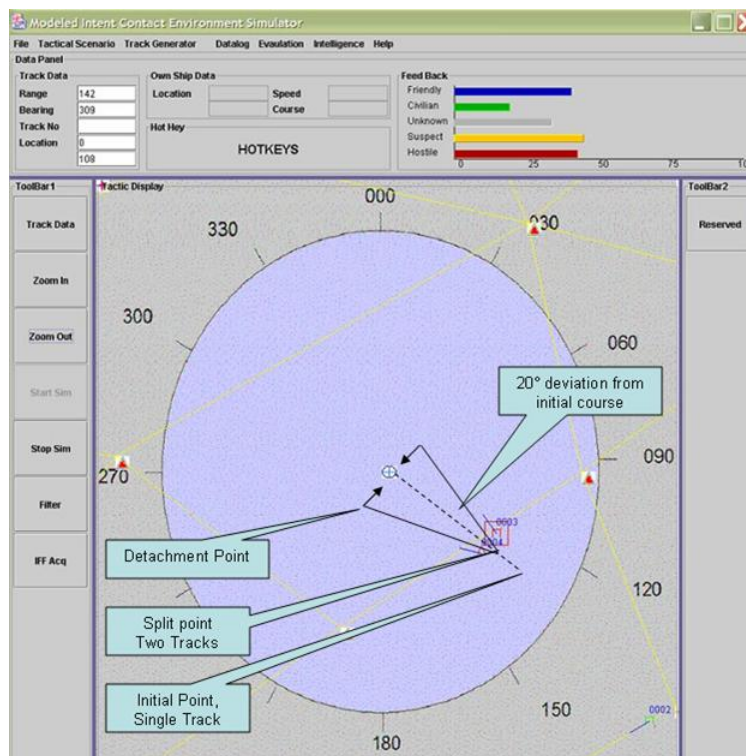 Modeled Intent Contact Environment Simulator
File Tactical Scenario Track Generator Datalog Evaulation Intelligence Help
Data Panel
Track Data
Range 142
Bearing 309
Track No
Location 0
108
Own Ship Data
Location Speed
Course
Hot Hey
HOTKEYS
Feed Back
Friendly
Civilian
Unknown
Suspect
Hostile
0 25 50 75
ToolBar1
Track Data
Zoom In
Zoom Out
Start Sim
Stop Sim
Filter
IFF Acq
Tactic Display
000
330
030
300
060
20° deviation from
initial course
270
090
0003
Detachment Point
120
Split point
Two Tracks
Initial Point,
Single Track
150
0002
180
ToolBar2
Reserved